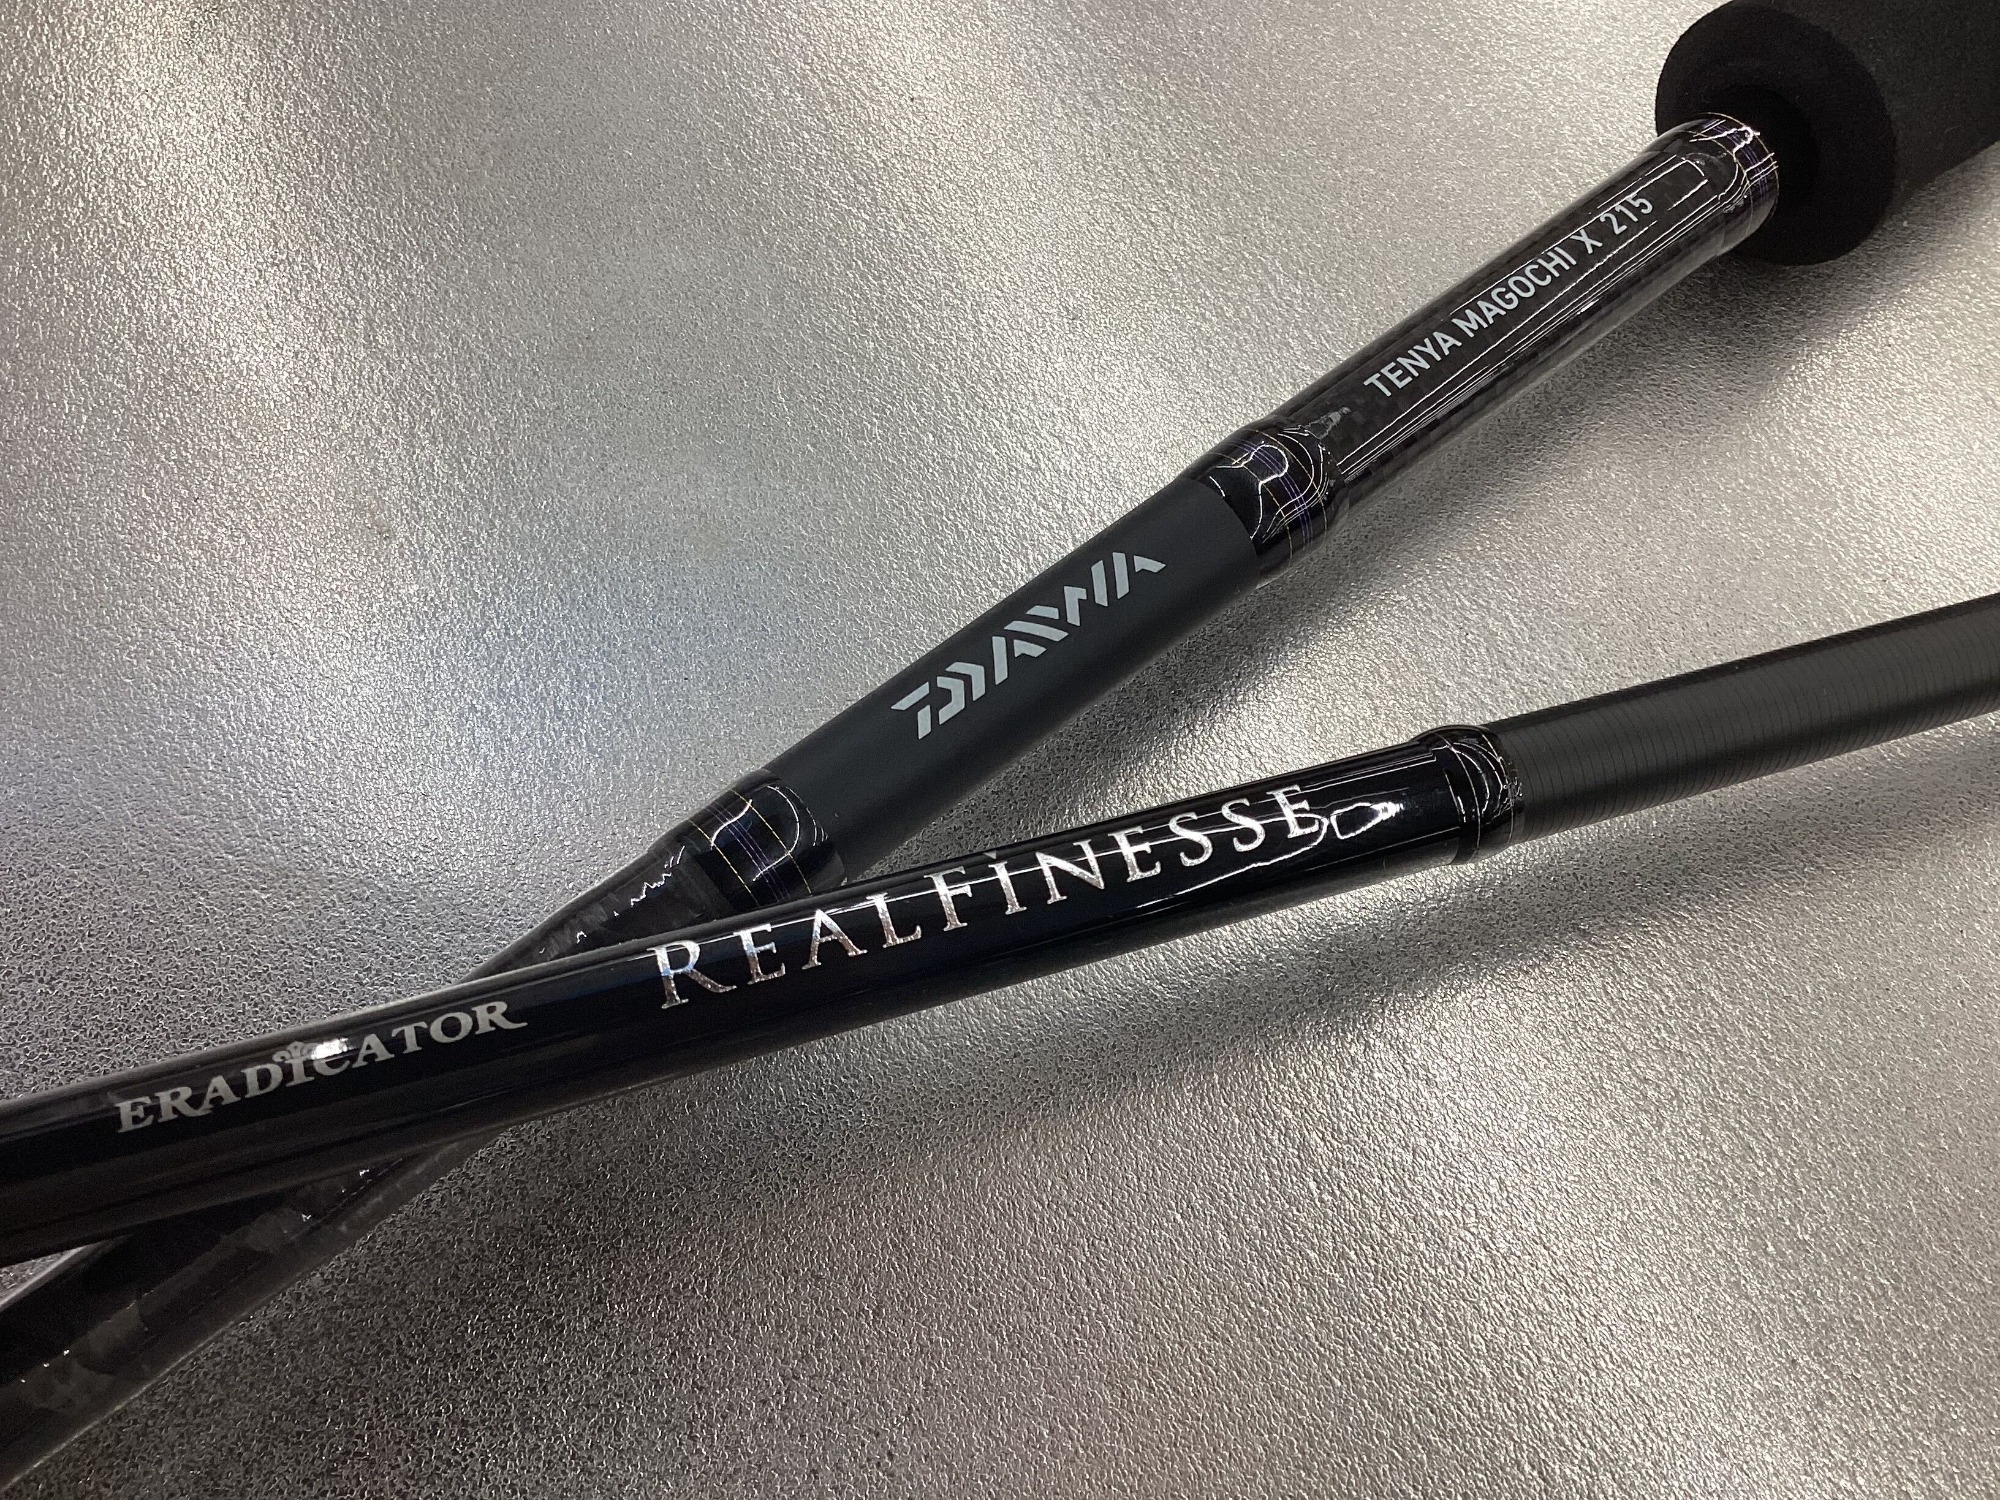 TENYA MAGOCHI X 215
DAIWA
REALFINESSE
ERADICATOR